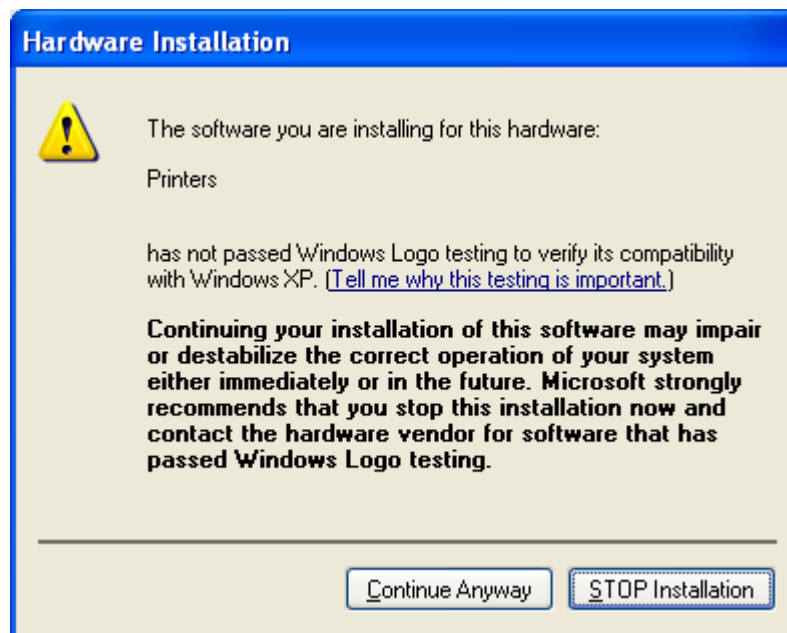 Hardware Installation
The software you are installing for this hardware:
Printers
has not passed Windows Logo testing to verify its compatibility
with Windows XP. (Tell me why this testing is important.)
Continuing your installation of this software may impair
or destabilize the correct operation of your system
either immediately or in the future. Microsoft strongly
recommends that you stop this installation now and
contact the hardware vendor for software that has
passed Windows Logo testing.
Continue Anyway
STOP Installation